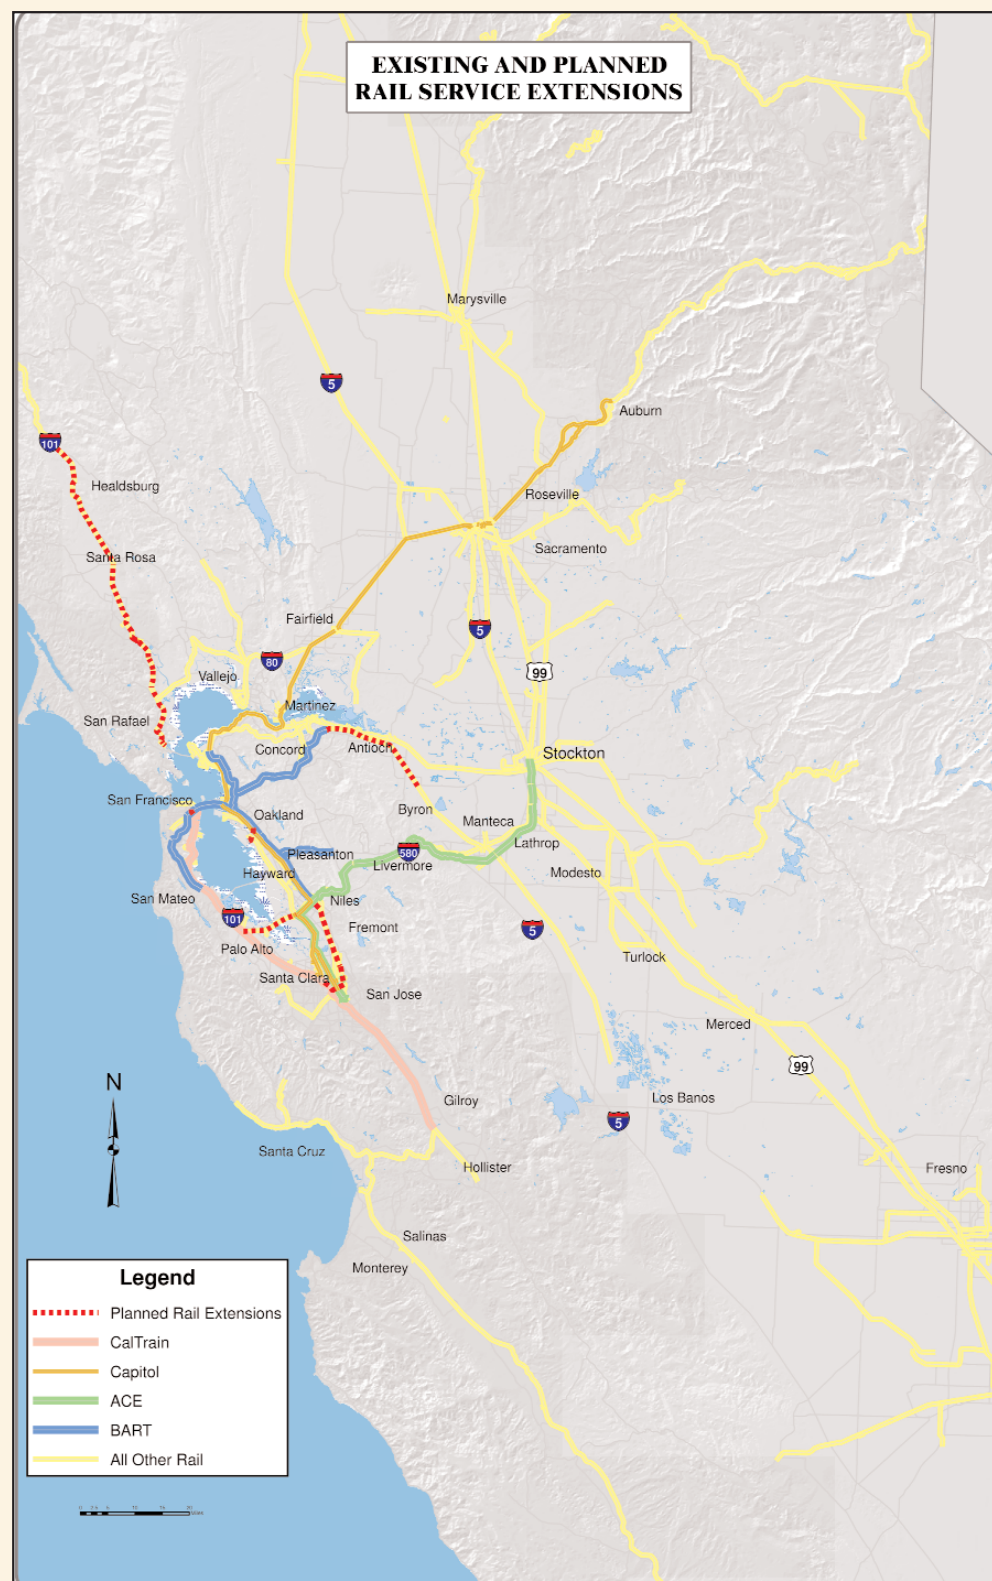 EXISTING AND PLANNED
RAIL SERVICE EXTENSIONS
Marysville
5
Auburn
101
Healdsburg
Roseville
Santa Rosa
Sacramento
Fairfield
5
80
99
Vallejo
Martinez
San Rafael
Concord
Antioch
Stockton
San Francisco
Oakland
Byron
Manteca
Lathrop
Pleasanton
580
Livermore
Hayward
Modesto
San Mateo
Niles
101
Fremont
5
Palo Alto
Turlock
Santa Clara
San Jose
Merced
99
N
Gilroy
Los Banos
5
Santa Cruz
Hollister
Fresno
Salinas
Monterey
Legend
Planned Rail Extensions
CalTrain
Capitol
ACE
BART
All Other Rail